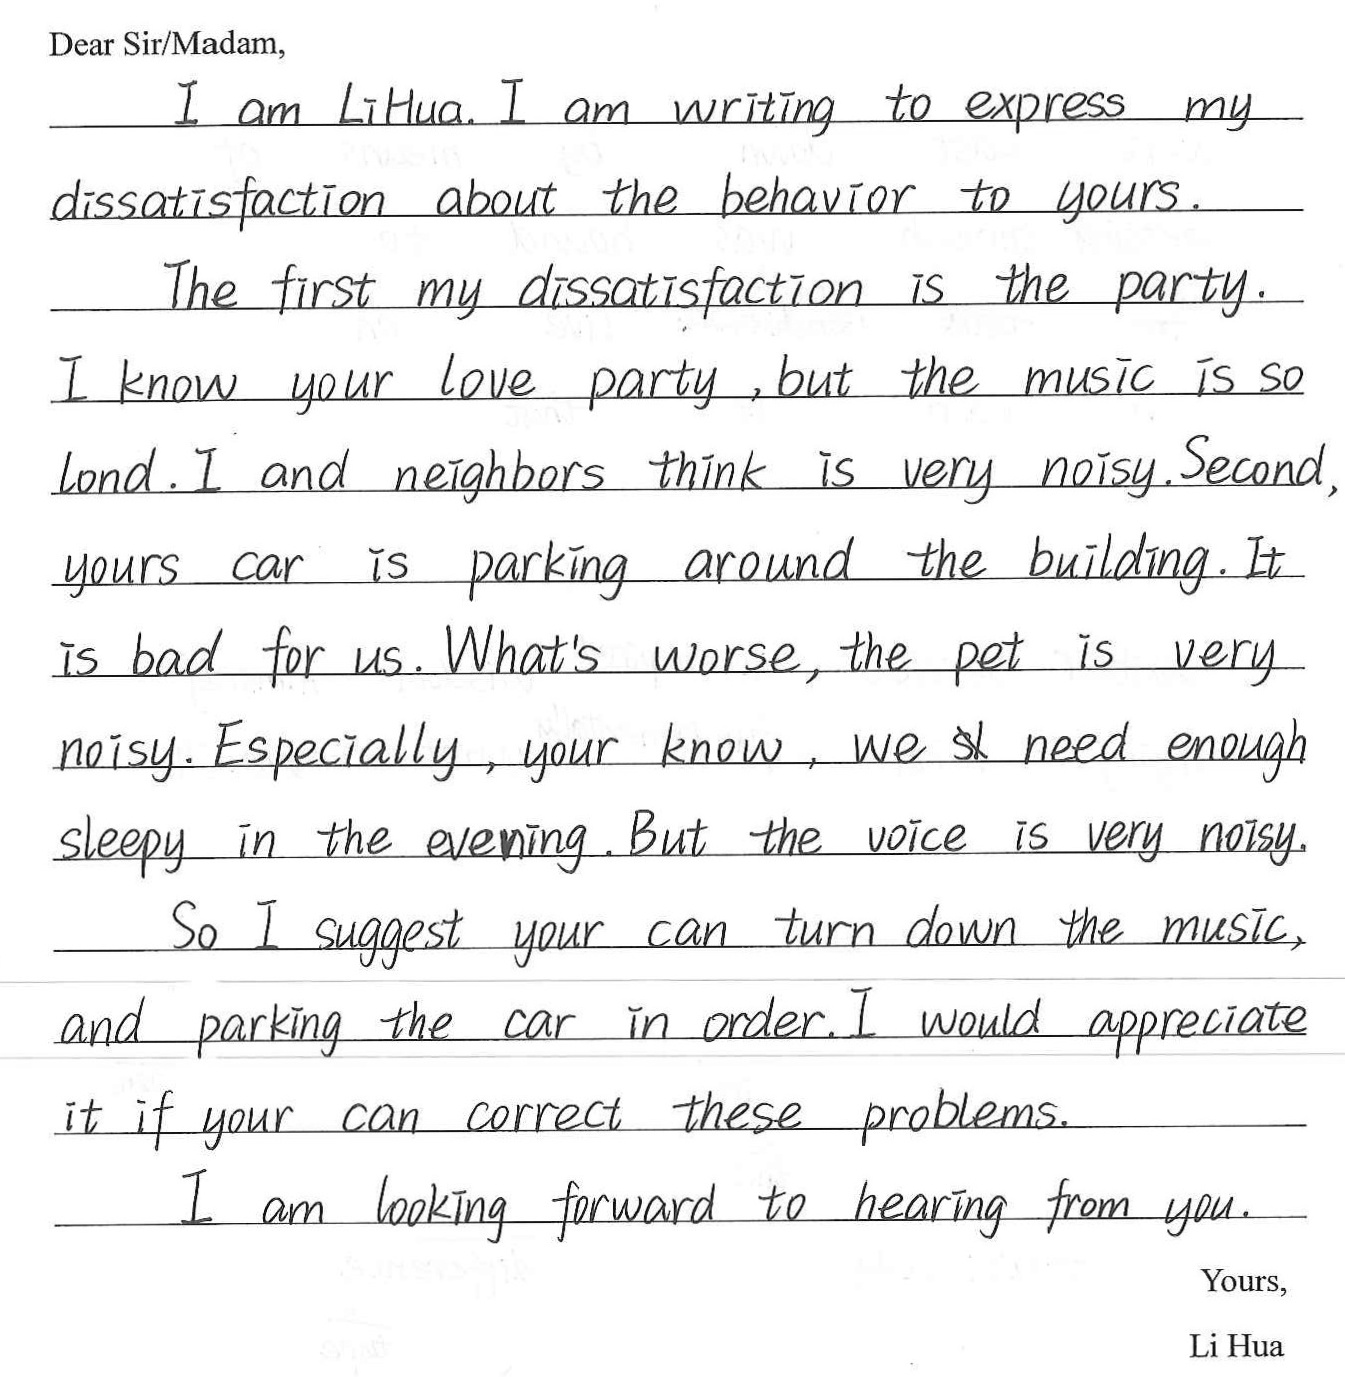 Dear Sir/Madam,
I am LiHua. I am writing to express my
dissatisfaction about the behavior to yours.
The first my dissatisfaction is the party.
I know your love party, but the music is so
lond. I and neighbors think is very noisy. Second,
yours car is parking around the building. It
is bad for us. What's worse, the pet is very
noisy. Especially, your know, we need enough
sleepy in the evening. But the voice is very noisy.
So I suggest your can turn down the music,
and parking the car in order. I would appreciate
it if your can correct these problems.
I am looking forward to hearing from you.
Yours,
Li Hua